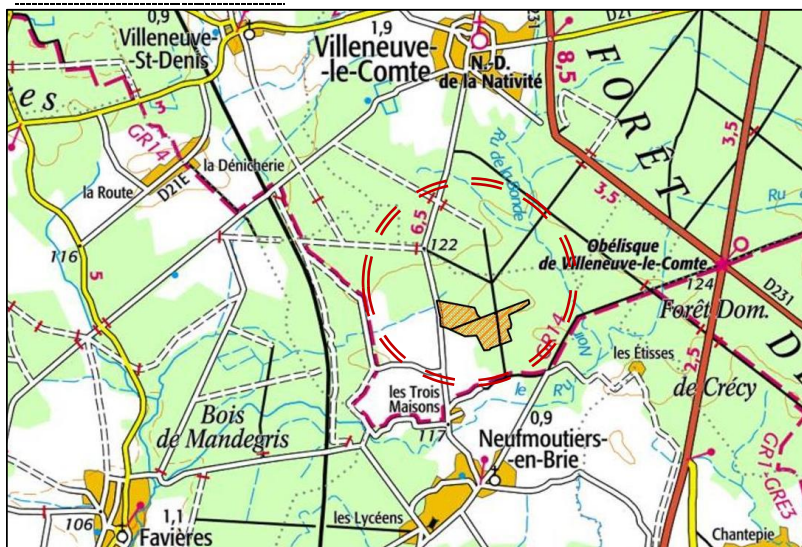 0,9
Villeneuve-
St-Denis
1,9
Villeneuve-
-le-Comte
N.-D.
de la Nativité
D231
D21
8,5
FORÊT
3,5
es
3
GR14
la Dénicherie
la Route
D21E
Ru de la Sonde
3,5
Ru
6,5
116
5
122
Obélisque
de Villeneuve-le-Comte
124
D231
Forêt Dom.
de Crécy
D
GR14
Noir
les Étisses
2,5
les Trois
Maisons
le Ru
Bois
de Mandegris
117
0,9
Neufmoutiers-
-en-Brie
GR1-GRE3
106
1,1
Favières
les Lycéens
Chantepie